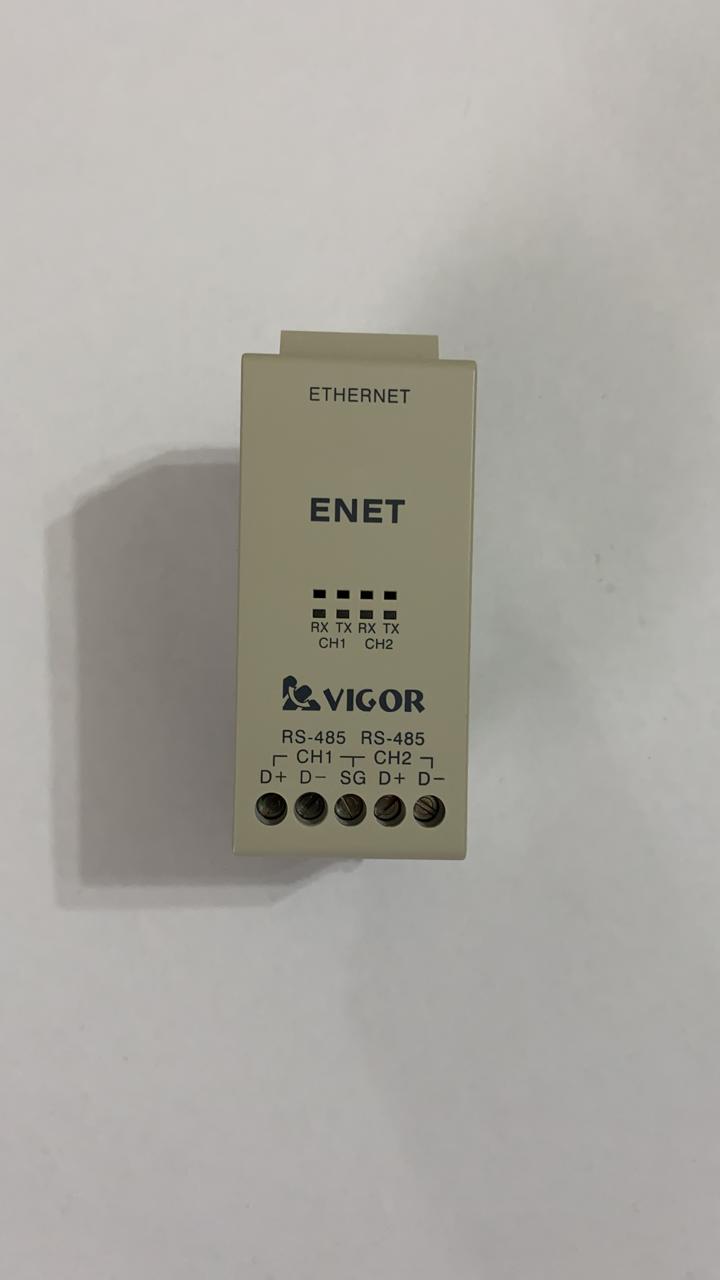 ETHERNET
ENET
RX TX RX TX
CH1 CH2
VIGOR
RS-485 RS-485
CH1 CH2
D+ D− SG D+ D−